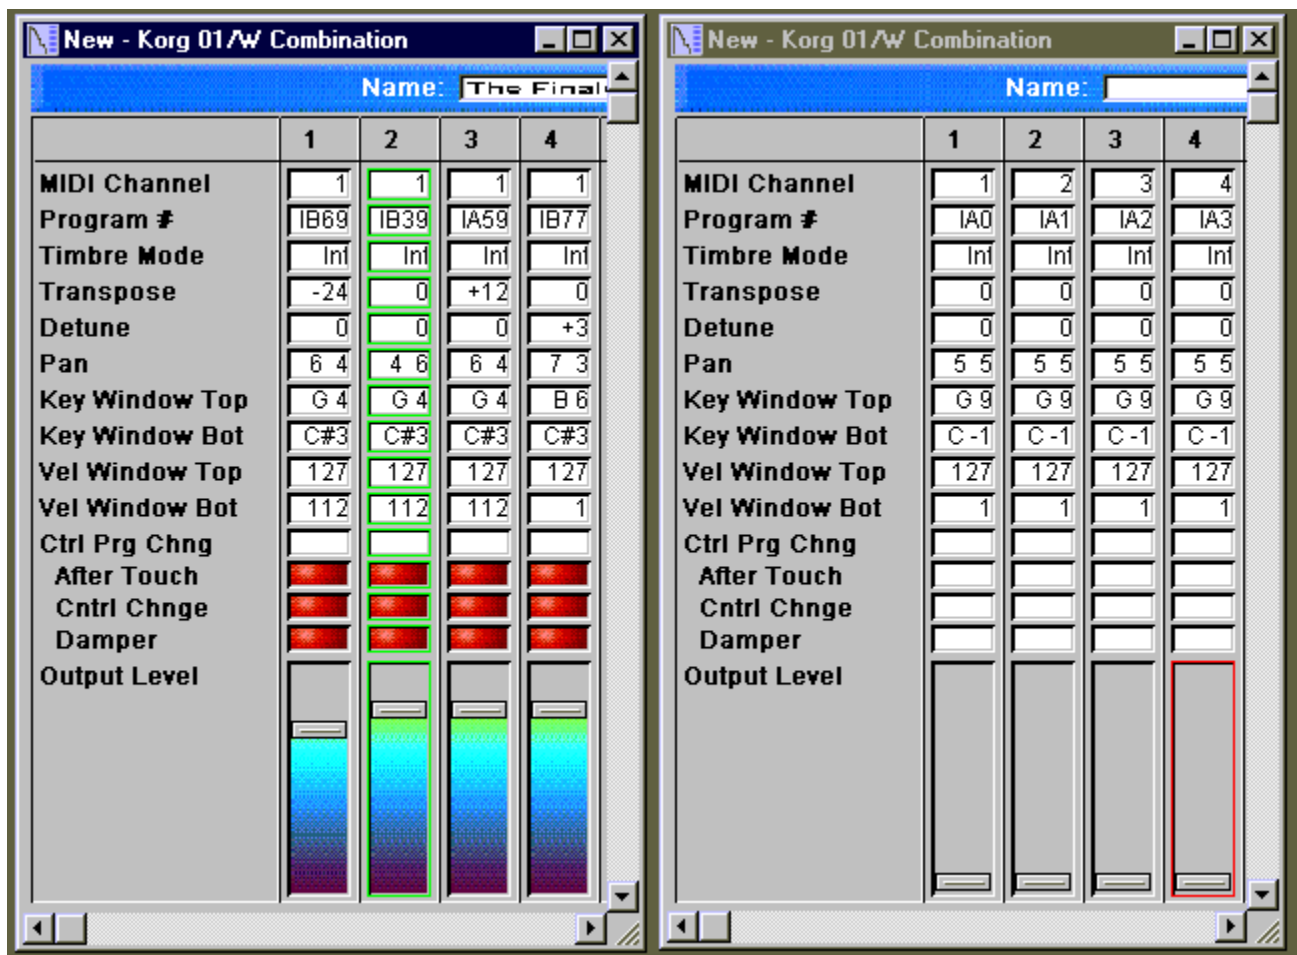 New - Korg 01/W Combination
Name: The Final
1 2 3 4
MIDI Channel 1 1 1 1
Program # IB69 IB39 IA59 IB77
Timbre Mode Int Int Int Int
Transpose -24 0 +12 0
Detune 0 0 0 +3
Pan 6 4 4 6 6 4 7 3
Key Window Top G 4 G 4 G 4 B 6
Key Window Bot C#3 C#3 C#3 C#3
Vel Window Top 127 127 127 127
Vel Window Bot 112 112 112 1
Ctrl Prg Chng
After Touch
Cntrl Chnge
Damper
Output Level
New - Korg 01/W Combination
Name:
1 2 3 4
MIDI Channel 1 2 3 4
Program # IA0 IA1 IA2 IA3
Timbre Mode Int Int Int Int
Transpose 0 0 0 0
Detune 0 0 0 0
Pan 5 5 5 5 5 5 5 5
Key Window Top G 9 G 9 G 9 G 9
Key Window Bot C -1 C -1 C -1 C -1
Vel Window Top 127 127 127 127
Vel Window Bot 1 1 1 1
Ctrl Prg Chng
After Touch
Cntrl Chnge
Damper
Output Level